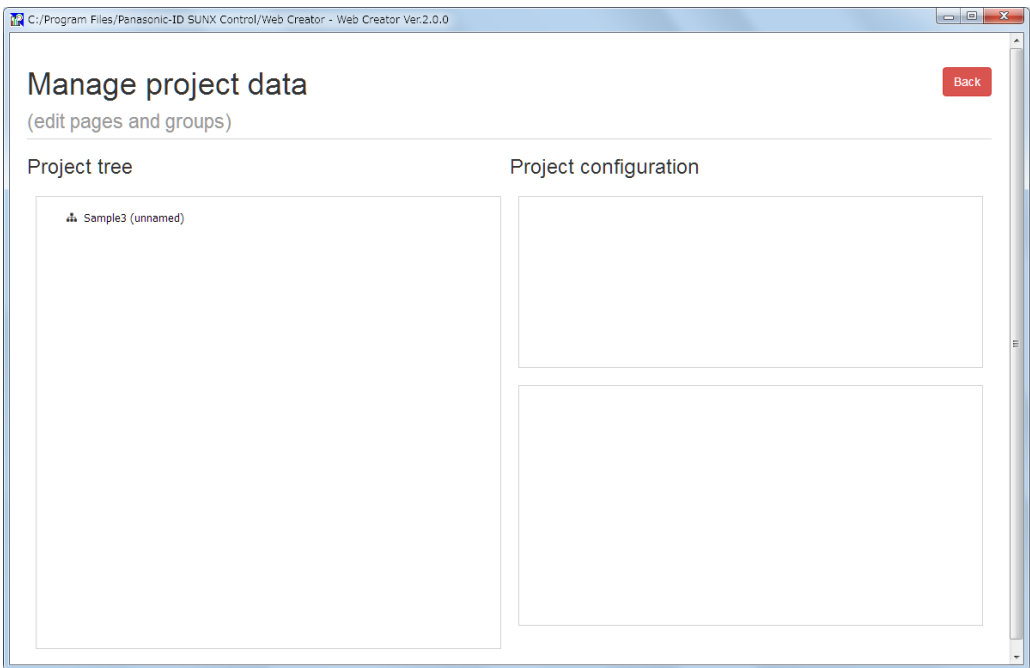 C:/Program Files/Panasonic-ID SUNX Control/Web Creator - Web Creator Ver.2.0.0
Manage project data
Back
(edit pages and groups)
Project tree
Project configuration
Sample3 (unnamed)